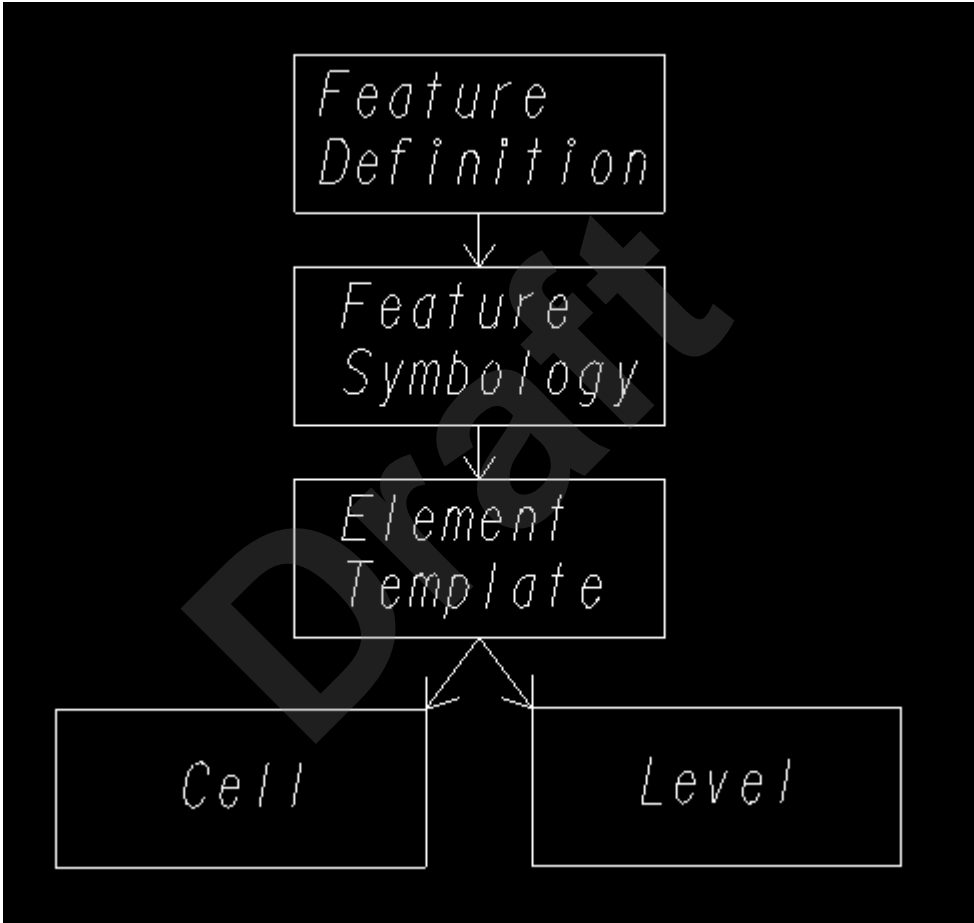 Feature
Definition
Feature
Symbology
Element
Template
Cell
Level
Draft